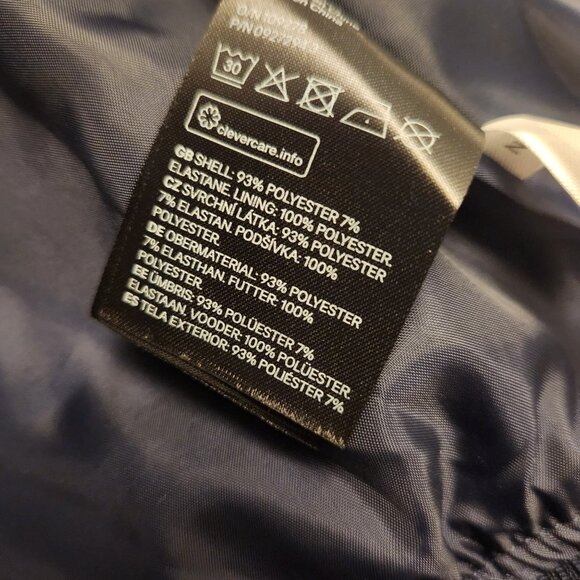 30
clevercare.info
GB SHELL: 93% POLYESTER 7%
ELASTANE. LINING: 100% POLYESTER.
CZ SVRCHNÍ LÁTKA: 93% POLYESTER
7% ELASTAN. PODŠÍVKA: 100%
POLYESTER.
DE OBERMATERIAL: 93% POLYESTER
7% ELASTHAN. FUTTER: 100%
POLYESTER.
EE ÜMBRIS: 93% POLÜESTER 7%
ELASTAAN. VOODER: 100% POLÜESTER.
ES TELA EXTERIOR: 93% POLIÉSTER 7%